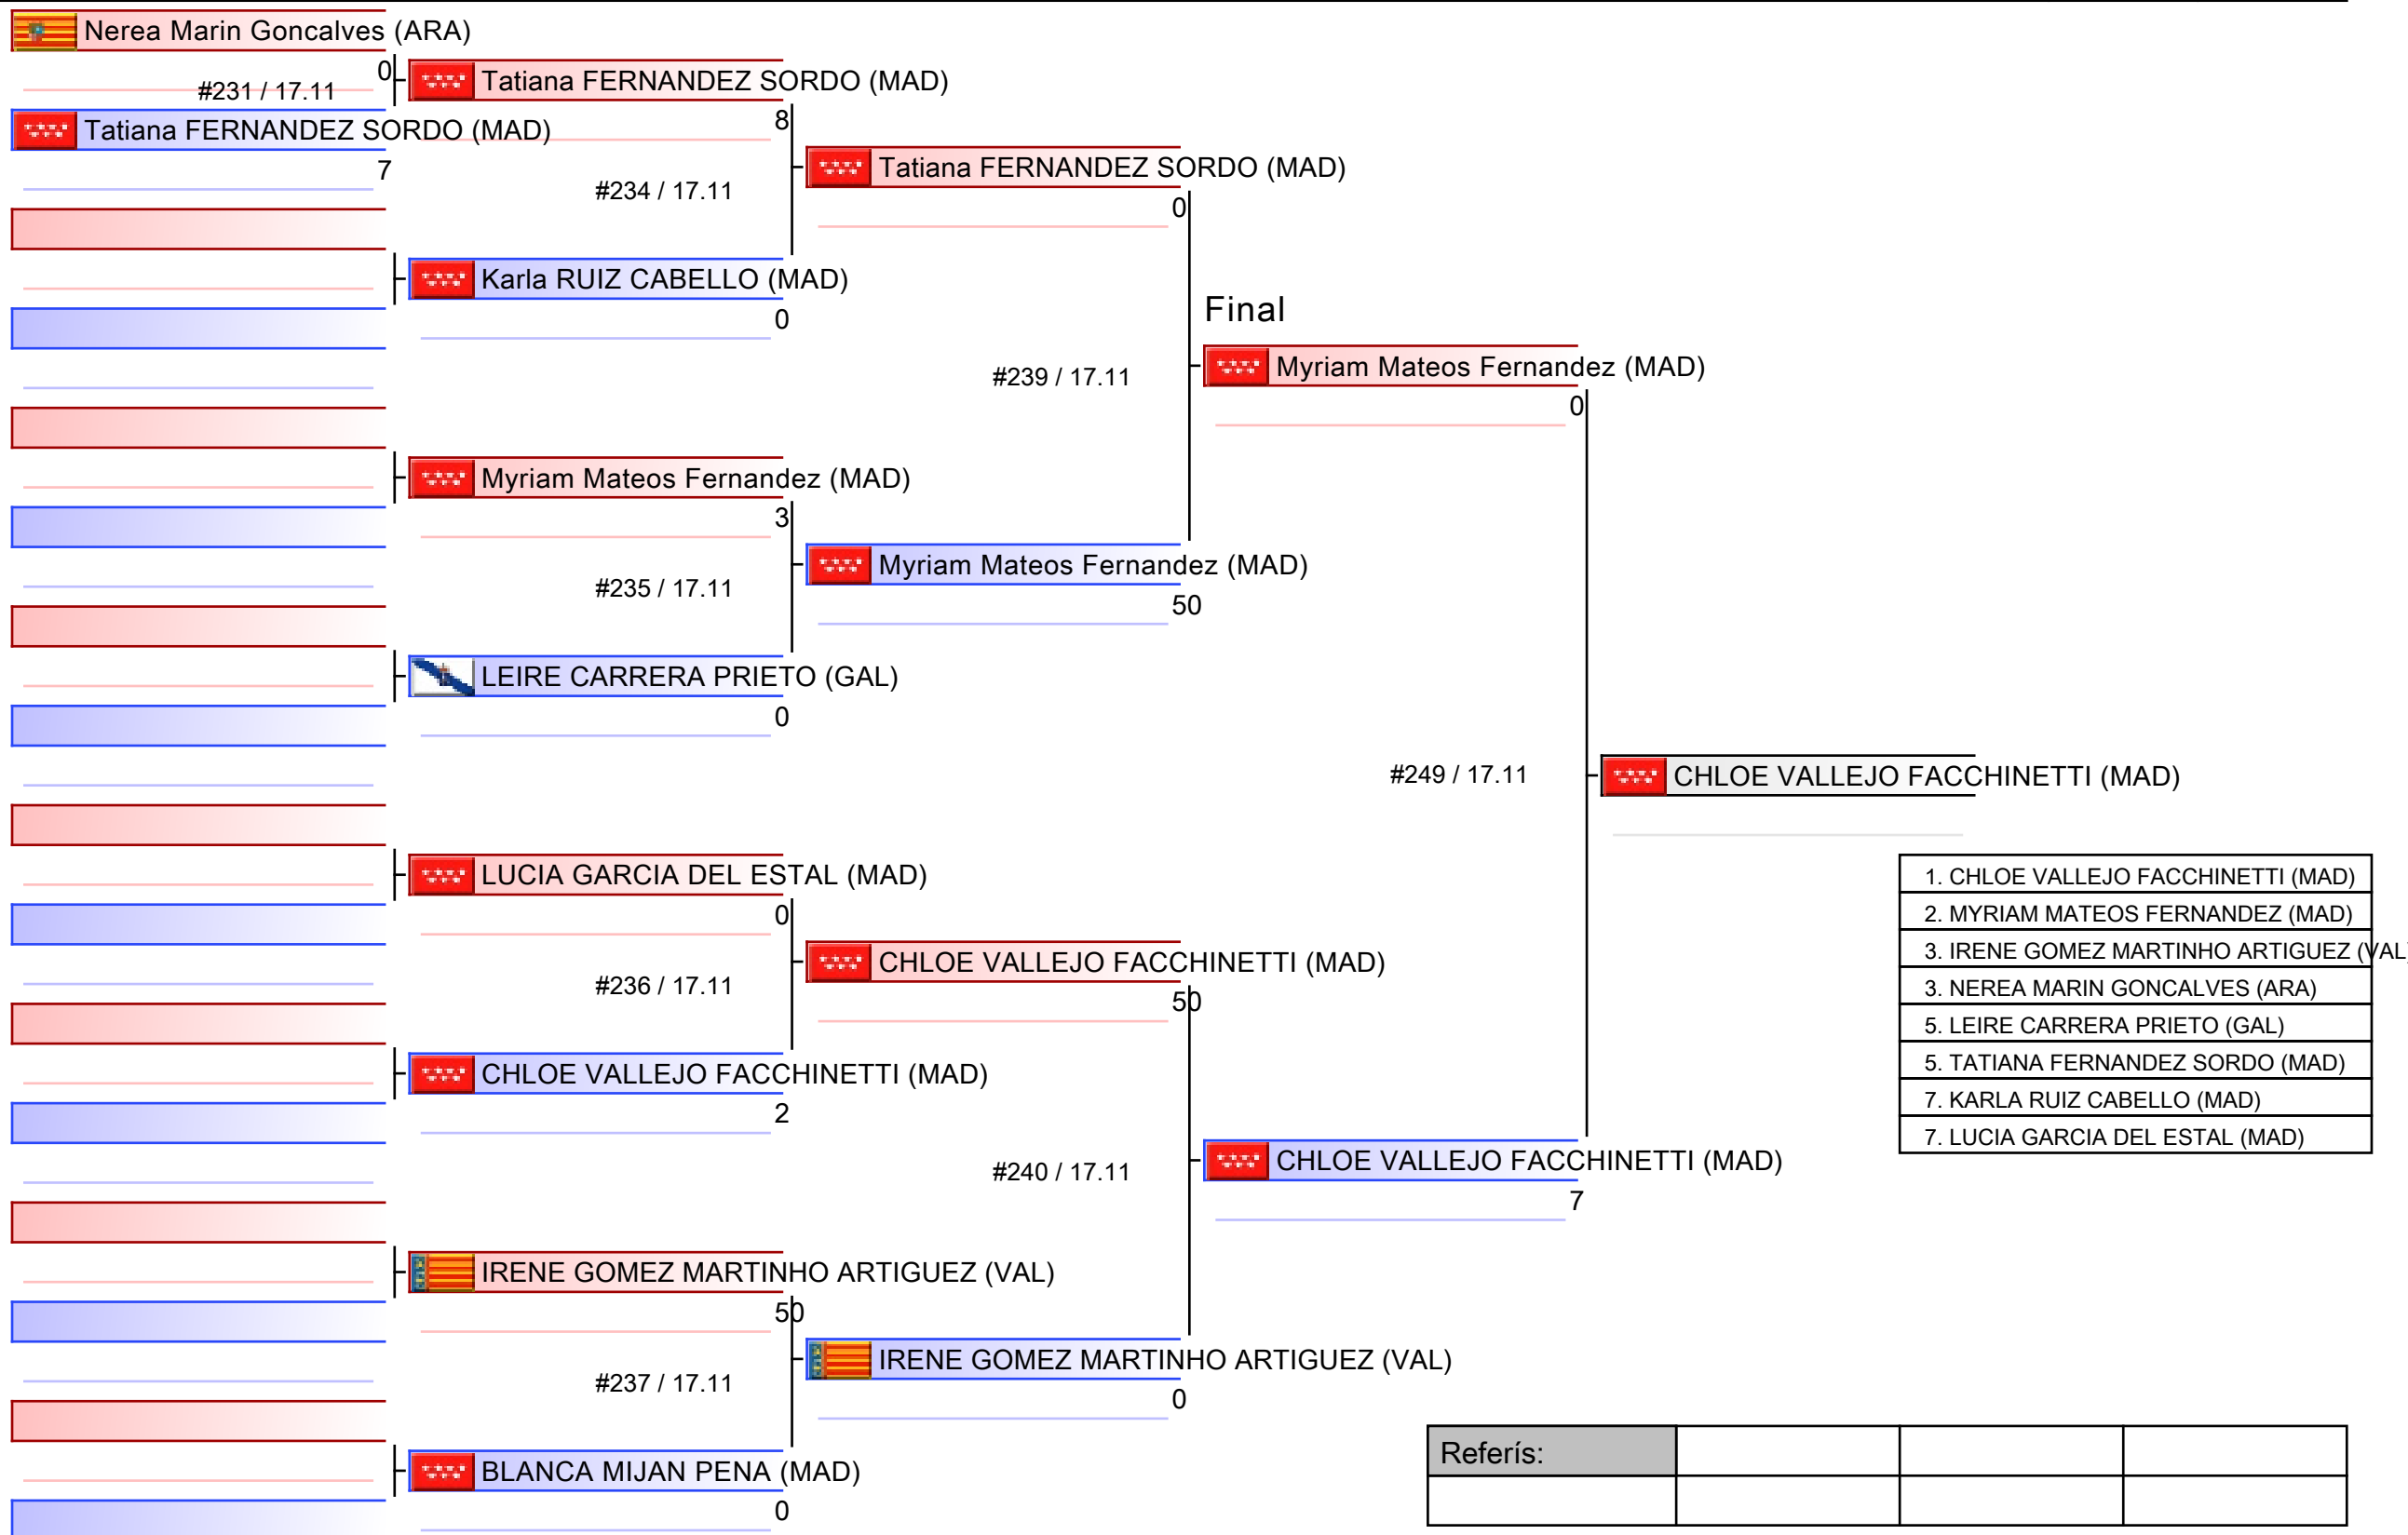 Nerea Marin Goncalves (ARA)
0
#231 / 17.11
Tatiana FERNANDEZ SORDO (MAD)
7
Tatiana FERNANDEZ SORDO (MAD)
8
#234 / 17.11
Karla RUIZ CABELLO (MAD)
0
Myriam Mateos Fernandez (MAD)
3
#235 / 17.11
LEIRE CARRERA PRIETO (GAL)
0
LUCIA GARCIA DEL ESTAL (MAD)
0
#236 / 17.11
CHLOE VALLEJO FACCHINETTI (MAD)
2
IRENE GOMEZ MARTINHO ARTIGUEZ (VAL)
50
#237 / 17.11
BLANCA MIJAN PENA (MAD)
0
Tatiana FERNANDEZ SORDO (MAD)
0
#239 / 17.11
Myriam Mateos Fernandez (MAD)
50
CHLOE VALLEJO FACCHINETTI (MAD)
50
#240 / 17.11
IRENE GOMEZ MARTINHO ARTIGUEZ (VAL)
0
Final
Myriam Mateos Fernandez (MAD)
0
#249 / 17.11
CHLOE VALLEJO FACCHINETTI (MAD)
7
CHLOE VALLEJO FACCHINETTI (MAD)
1. CHLOE VALLEJO FACCHINETTI (MAD)
2. MYRIAM MATEOS FERNANDEZ (MAD)
3. IRENE GOMEZ MARTINHO ARTIGUEZ (VAL)
3. NEREA MARIN GONCALVES (ARA)
5. LEIRE CARRERA PRIETO (GAL)
5. TATIANA FERNANDEZ SORDO (MAD)
7. KARLA RUIZ CABELLO (MAD)
7. LUCIA GARCIA DEL ESTAL (MAD)
Referís: